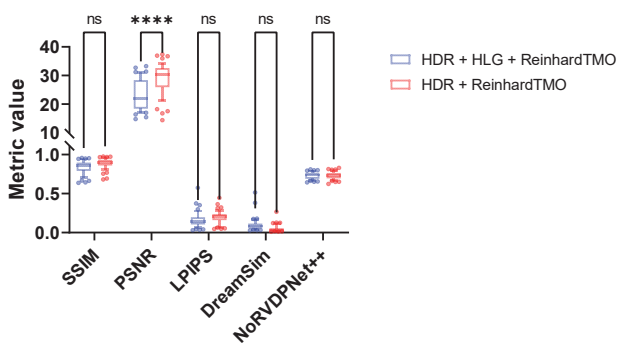 ns
****
ns
ns
ns
HDR + HLG + ReinhardTMO
HDR + ReinhardTMO
Metric value
40
30
20
10
1.0
0.5
0.0
SSIM
PSNR
LPIPS
DreamSim
NoRVDPNet++